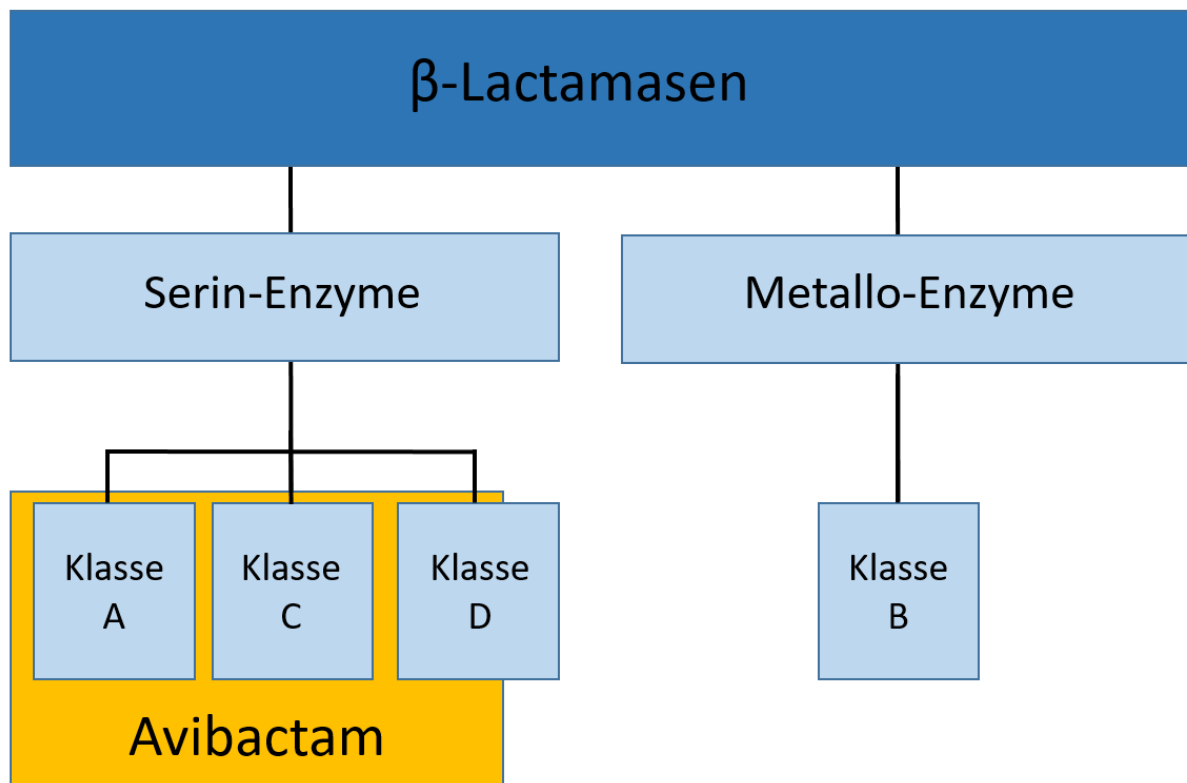 β-Lactamasen
Serin-Enzyme
Metallo-Enzyme
Klasse
A
Klasse
C
Klasse
D
Klasse
B
Avibactam